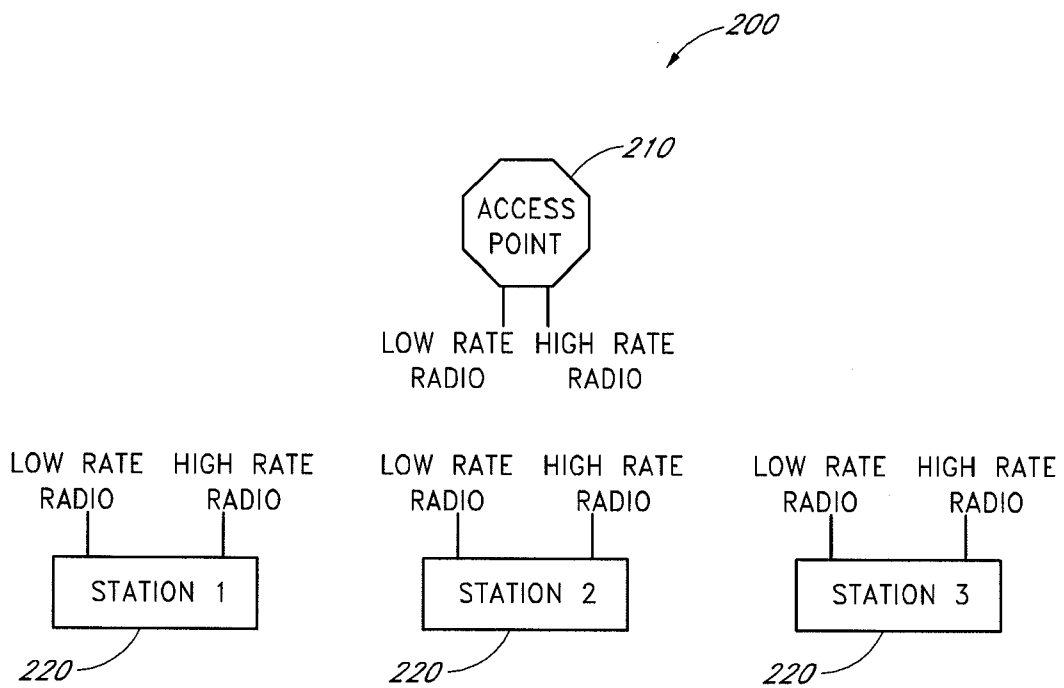 200
210
ACCESS
POINT
LOW RATE HIGH RATE
RADIO RADIO
LOW RATE HIGH RATE LOW RATE HIGH RATE LOW RATE HIGH RATE
RADIO RADIO RADIO RADIO RADIO RADIO
STATION 1 STATION 2 STATION 3
220 220 220